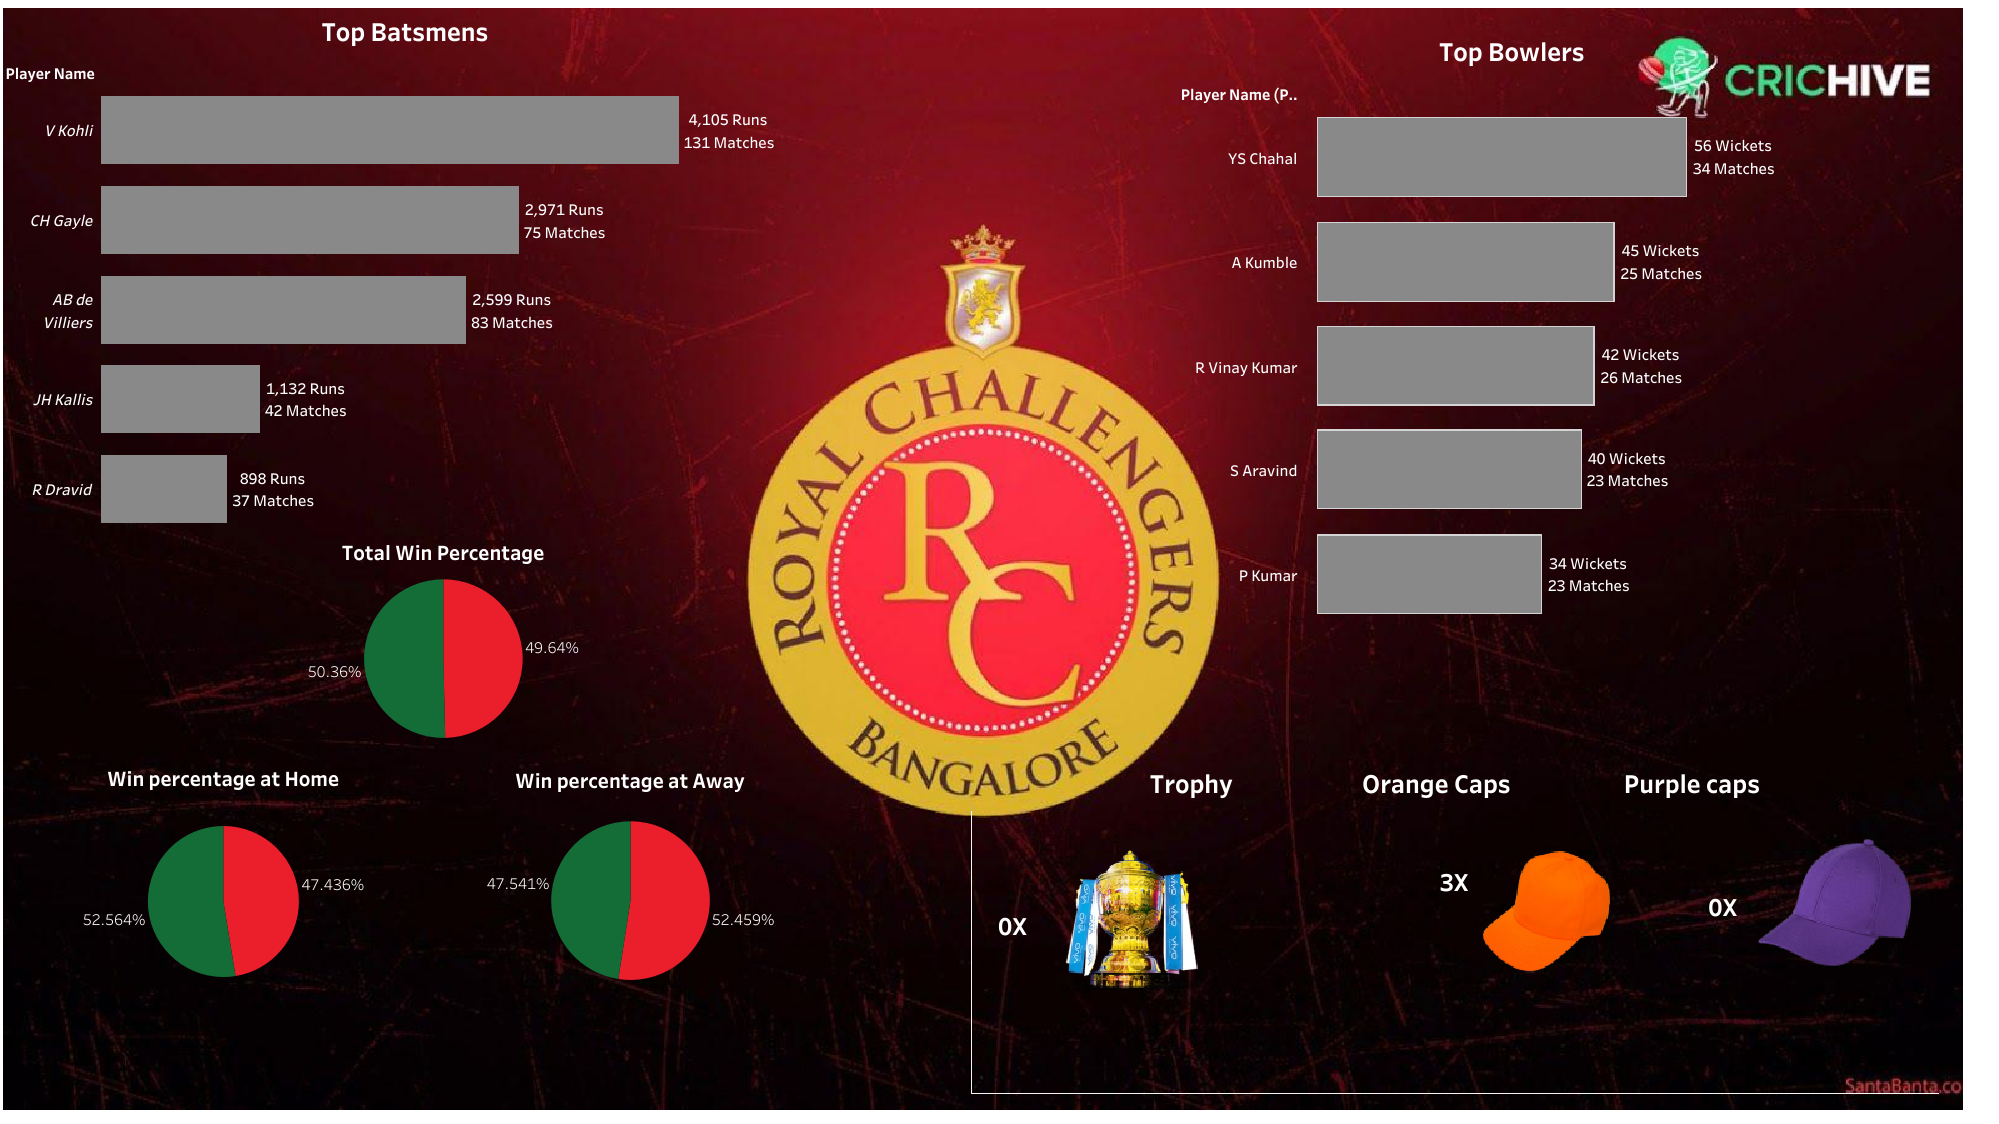 Top Batsmens
Player Name
V Kohli
4,105 Runs
131 Matches
CH Gayle
2,971 Runs
75 Matches
AB de
Villiers
2,599 Runs
83 Matches
JH Kallis
1,132 Runs
42 Matches
R Dravid
898 Runs
37 Matches
Top Bowlers
CRICHIVE
Player Name (P..
YS Chahal
56 Wickets
34 Matches
A Kumble
45 Wickets
25 Matches
R Vinay Kumar
42 Wickets
26 Matches
S Aravind
40 Wickets
23 Matches
P Kumar
34 Wickets
23 Matches
ROYAL CHALLENGERS
RC
BANGALORE
Total Win Percentage
50.36%
49.64%
Win percentage at Home
52.564%
47.436%
Win percentage at Away
47.541%
52.459%
Trophy
0X
Orange Caps
3X
Purple caps
0X
SantaBanta.co